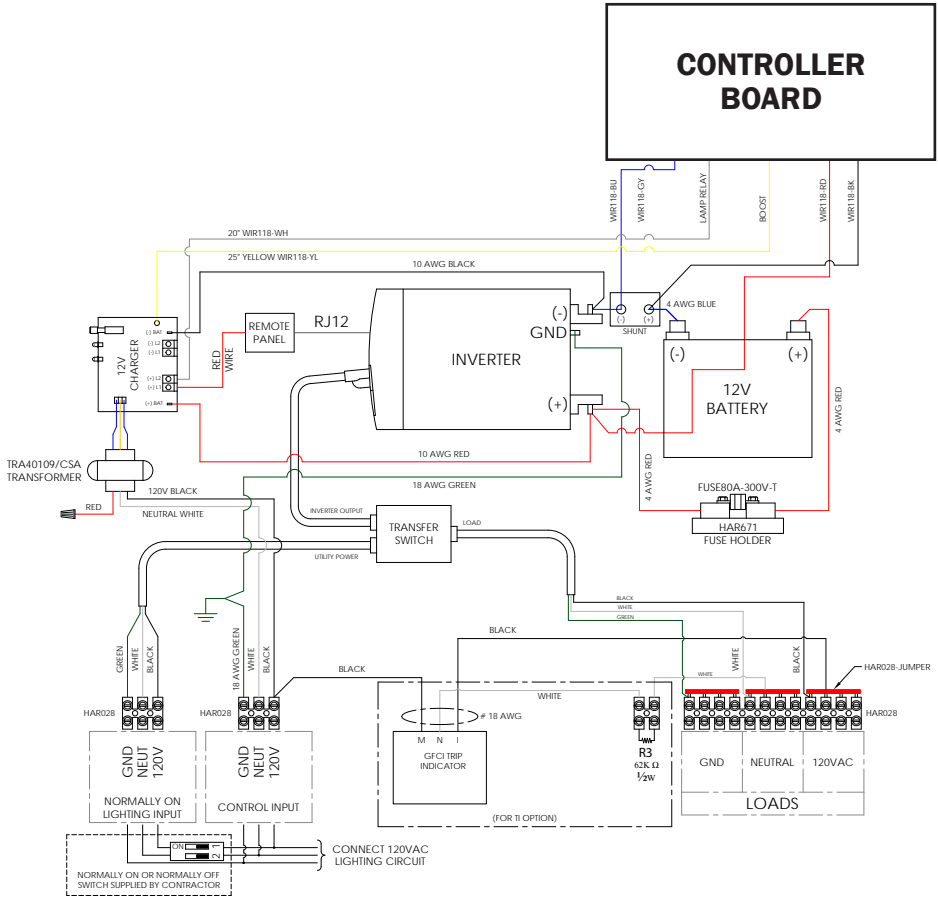 CONTROLLER
BOARD
WIR118-BU
WIR118-GY
LAMP RELAY
BOOST
WIR118-RD
WIR118-BK
20" WIR118-WH
25" YELLOW WIR118-YL
10 AWG BLACK
(-)
GND
(+)
INVERTER
(-)
(+)
SHUNT
4 AWG BLUE
(-)
(+)
12V
BATTERY
4 AWG RED
REMOTE
PANEL
RJ12
RED
WIRE
12V
CHARGER
(-) BAT
(-) L2
(-) L1
(+) L2
(+) L1
(+) BAT
10 AWG RED
18 AWG GREEN
4 AWG RED
FUSE80A-300V-T
HAR671
FUSE HOLDER
TRA40109/CSA
TRANSFORMER
RED
120V BLACK
NEUTRAL WHITE
INVERTER OUTPUT
TRANSFER
SWITCH
LOAD
UTILITY POWER
BLACK
WHITE
GREEN
GREEN
WHITE
BLACK
18 AWG GREEN
WHITE
BLACK
BLACK
BLACK
WHITE
BLACK
WHITE
HAR028-JUMPER
HAR028
HAR028
HAR028
WHITE
# 18 AWG
M N I
GFCI TRIP
INDICATOR
R3
62K Ω
½W
(FOR TI OPTION)
GND
NEUT
120V
NORMALLY ON
LIGHTING INPUT
GND
NEUT
120V
CONTROL INPUT
GND
NEUTRAL
120VAC
LOADS
ON
1
2
CONNECT 120VAC
LIGHTING CIRCUIT
NORMALLY ON OR NORMALLY OFF
SWITCH SUPPLIED BY CONTRACTOR